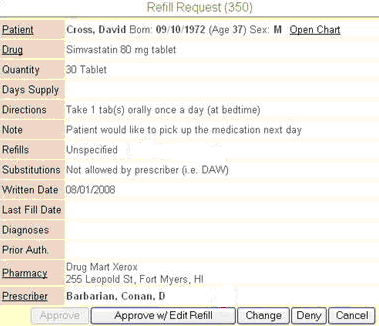 Refill Request (350)
Patient Cross, David Born: 09/10/1972 (Age 37) Sex: M Open Chart
Drug Simvastatin 80 mg tablet
Quantity 30 Tablet
Days Supply
Directions Take 1 tab(s) orally once a day (at bedtime)
Note Patient would like to pick up the medication next day
Refills Unspecified
Substitutions Not allowed by prescriber (i.e. DAW)
Written Date 08/01/2008
Last Fill Date
Diagnoses
Prior Auth.
Pharmacy Drug Mart Xerox
255 Leopold St, Fort Myers, HI
Prescriber Barbarian, Conan, D
Approve Approve w/ Edit Refill Change Deny Cancel